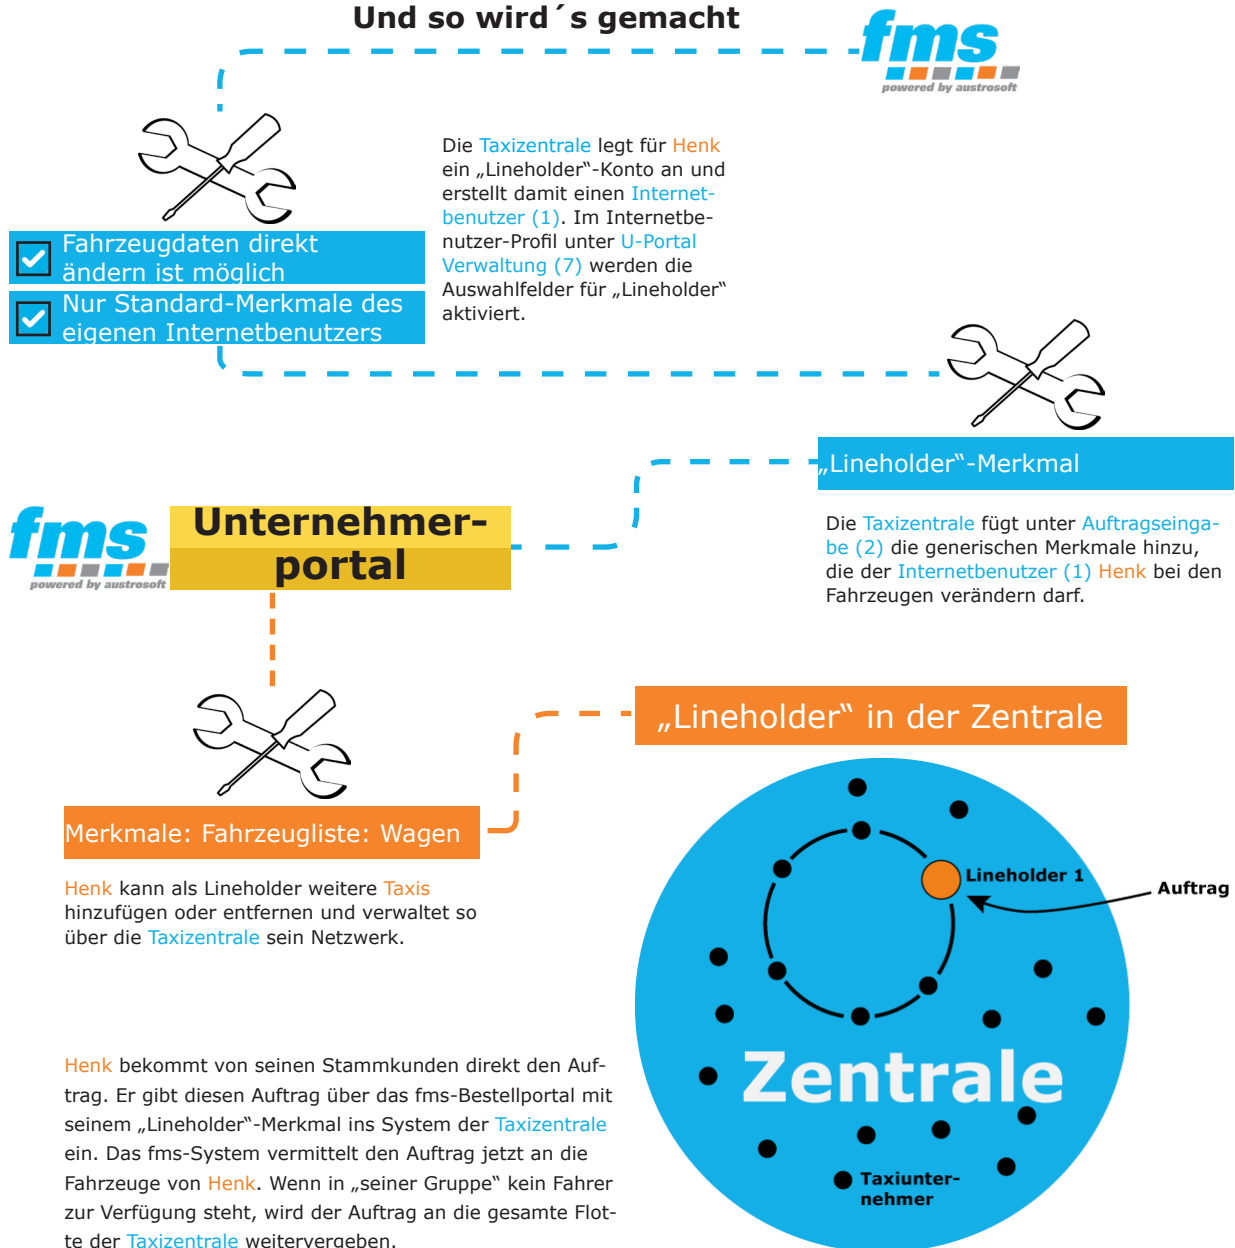 Und so wird´s gemacht
fms
powered by austrosoft
Die Taxizentrale legt für Henk
ein „Lineholder“-Konto an und
erstellt damit einen Internet-
benutzer (1). Im Internetbe-
nutzer-Profil unter U-Portal
Verwaltung (7) werden die
Auswahlfelder für „Lineholder“
aktiviert.
Fahrzeugdaten direkt
ändern ist möglich
Nur Standard-Merkmale des
eigenen Internetbenutzers
„Lineholder“-Merkmal
Die Taxizentrale fügt unter Auftragseinga-
be (2) die generischen Merkmale hinzu,
die der Internetbenutzer (1) Henk bei den
Fahrzeugen verändern darf.
fms
powered by austrosoft
Unternehmer-
portal
Merkmale: Fahrzeugliste: Wagen
Henk kann als Lineholder weitere Taxis
hinzufügen oder entfernen und verwaltet so
über die Taxizentrale sein Netzwerk.
„Lineholder“ in der Zentrale
Lineholder 1
Auftrag
Zentrale
Taxiunter-
nehmer
Henk bekommt von seinen Stammkunden direkt den Auf-
trag. Er gibt diesen Auftrag über das fms-Bestellportal mit
seinem „Lineholder“-Merkmal ins System der Taxizentrale
ein. Das fms-System vermittelt den Auftrag jetzt an die
Fahrzeuge von Henk. Wenn in „seiner Gruppe“ kein Fahrer
zur Verfügung steht, wird der Auftrag an die gesamte Flot-
te der Taxizentrale weitervergeben.